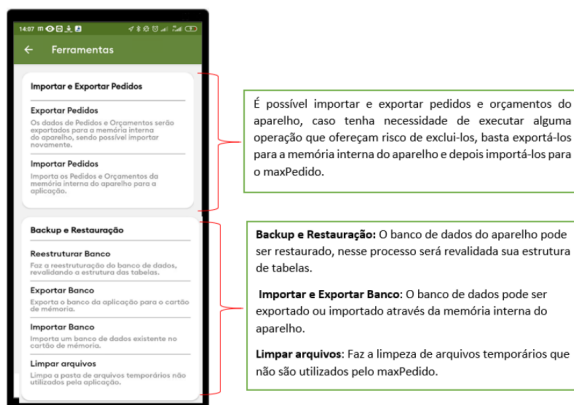 14:07
Ferramentas
Importar e Exportar Pedidos
Exportar Pedidos
Os dados de Pedidos e Orçamentos serão
exportados para a memória interna
do aparelho, sendo possível importar
novamente.
Importar Pedidos
Importa os Pedidos e Orçamentos da
memória interna do aparelho para a
aplicação.
É possível importar e exportar pedidos e orçamentos do
aparelho, caso tenha necessidade de executar alguma
operação que ofereçam risco de exclui-los, basta exportá-los
para a memória interna do aparelho e depois importá-los para
o maxPedido.
Backup e Restauração
Reestruturar Banco
Faz a reestruturação do banco de dados,
revalidando a estrutura das tabelas.
Exportar Banco
Exporta o banco da aplicação para o cartão
de mémoria.
Importar Banco
Importa um banco de dados existente no
cartão de mémoria.
Limpar arquivos
Limpa a pasta de arquivos temporários não
utilizados pela aplicação.
Backup e Restauração: O banco de dados do aparelho pode
ser restaurado, nesse processo será revalidada sua estrutura
de tabelas.
Importar e Exportar Banco: O banco de dados pode ser
exportado ou importado através da memória interna do
aparelho.
Limpar arquivos: Faz a limpeza de arquivos temporários que
não são utilizados pelo maxPedido.